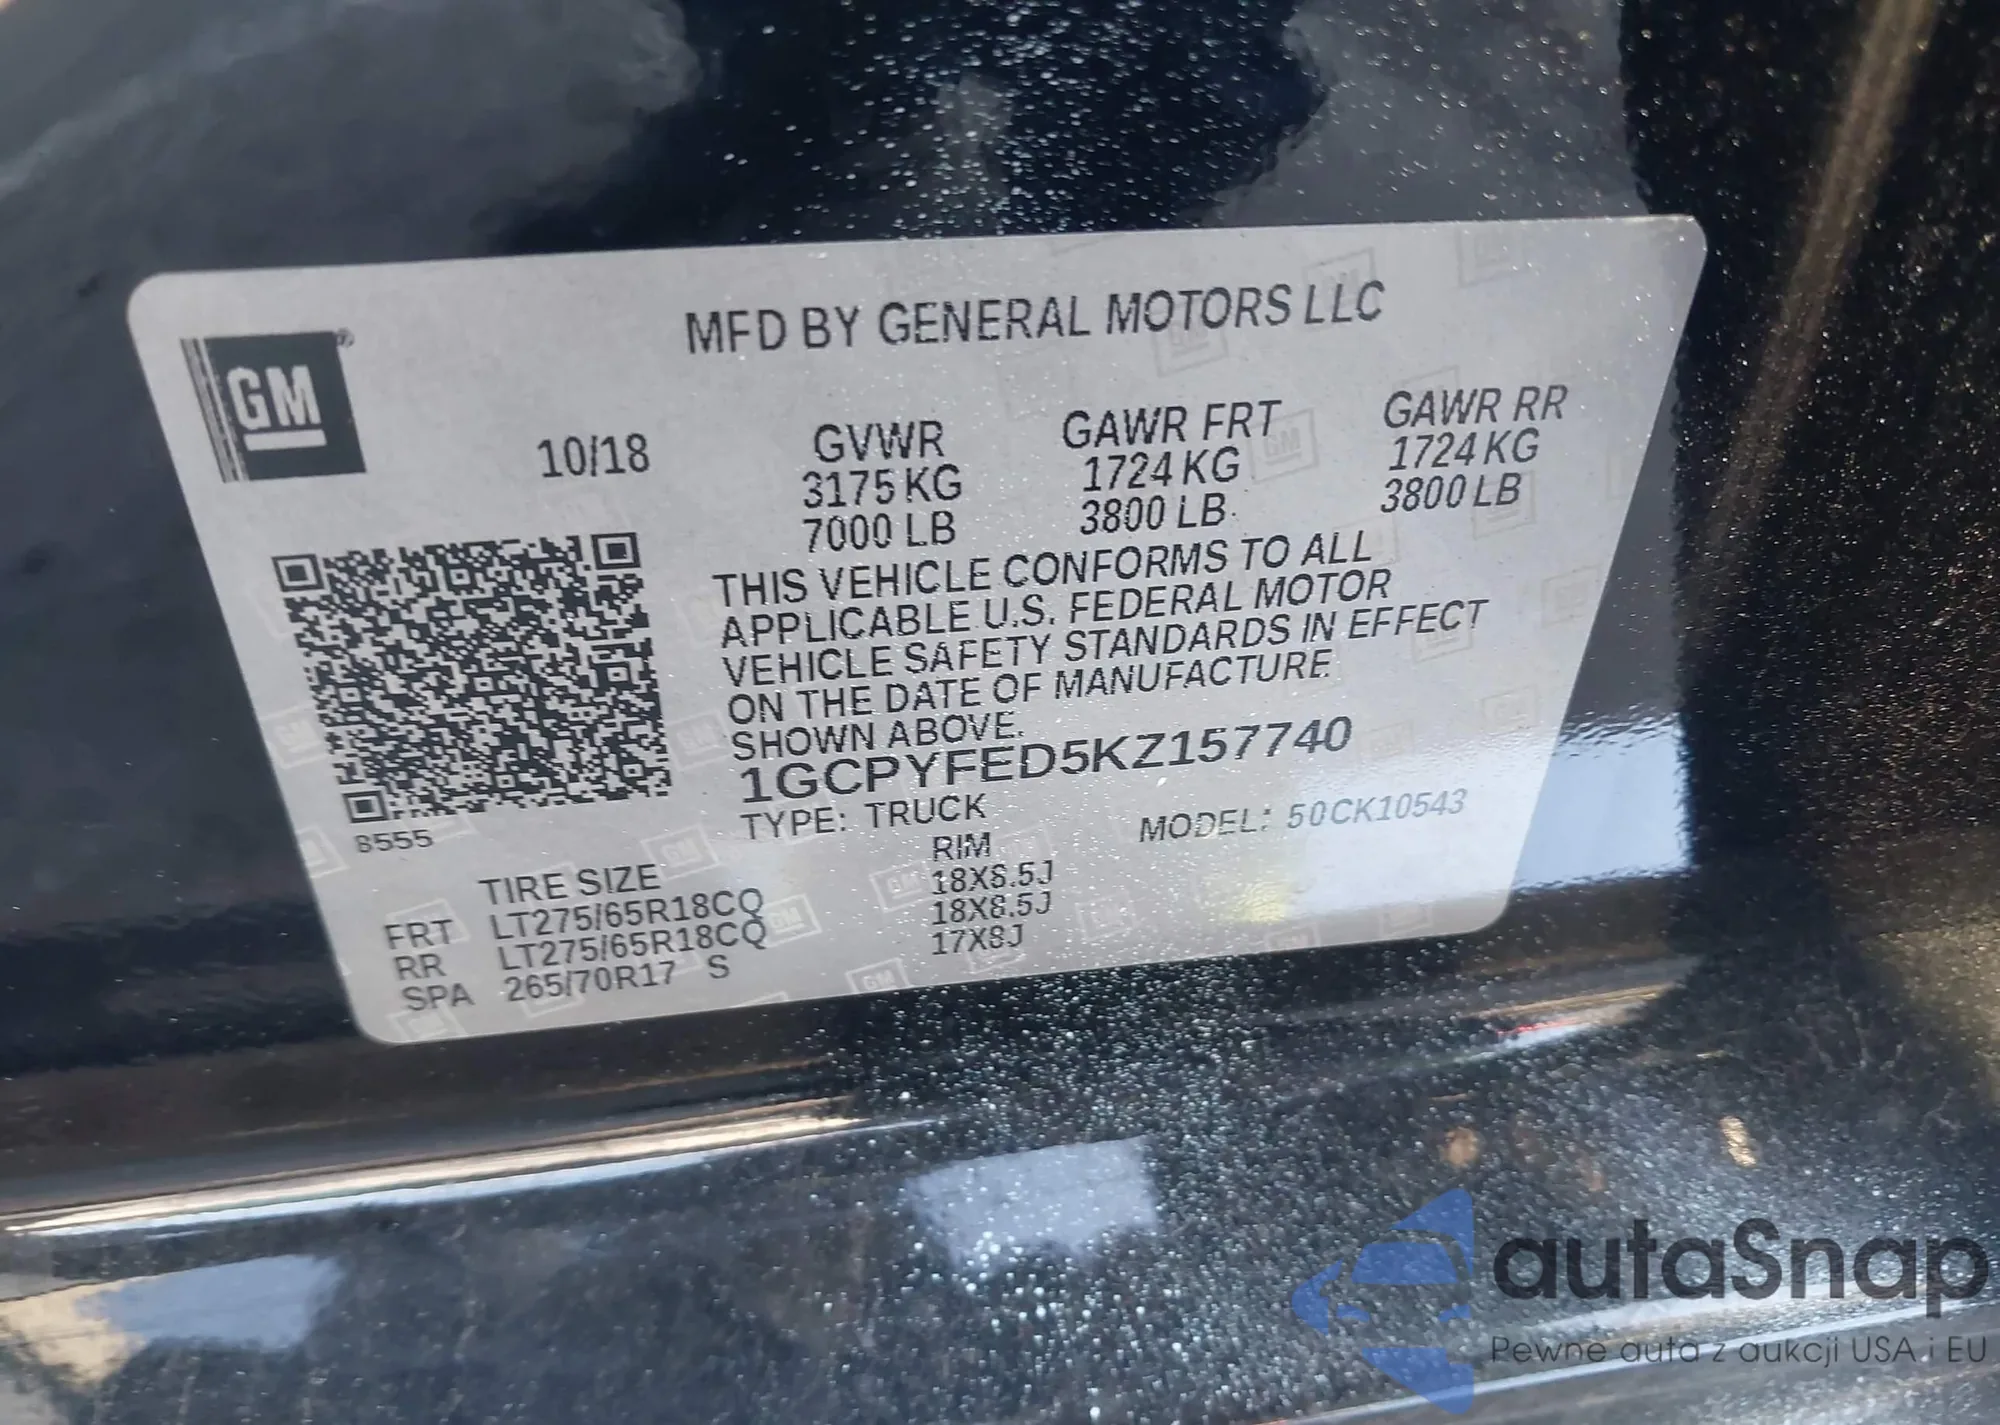 MFD BY GENERAL MOTORS LLC
GM®
10/18
GVWR GAWR FRT GAWR RR
3175 KG 1724 KG 1724 KG
7000 LB 3800 LB 3800 LB
THIS VEHICLE CONFORMS TO ALL
APPLICABLE U.S. FEDERAL MOTOR
VEHICLE SAFETY STANDARDS IN EFFECT
ON THE DATE OF MANUFACTURE
SHOWN ABOVE.
1GCPYFED5KZ157740
TYPE: TRUCK MODEL: 50CK10543
8555
TIRE SIZE RIM
FRT LT275/65R18CQ 18X8.5J
RR LT275/65R18CQ 18X8.5J
SPA 265/70R17 S 17X8J
autaSnap
Pewne auta z aukcji USA i EU